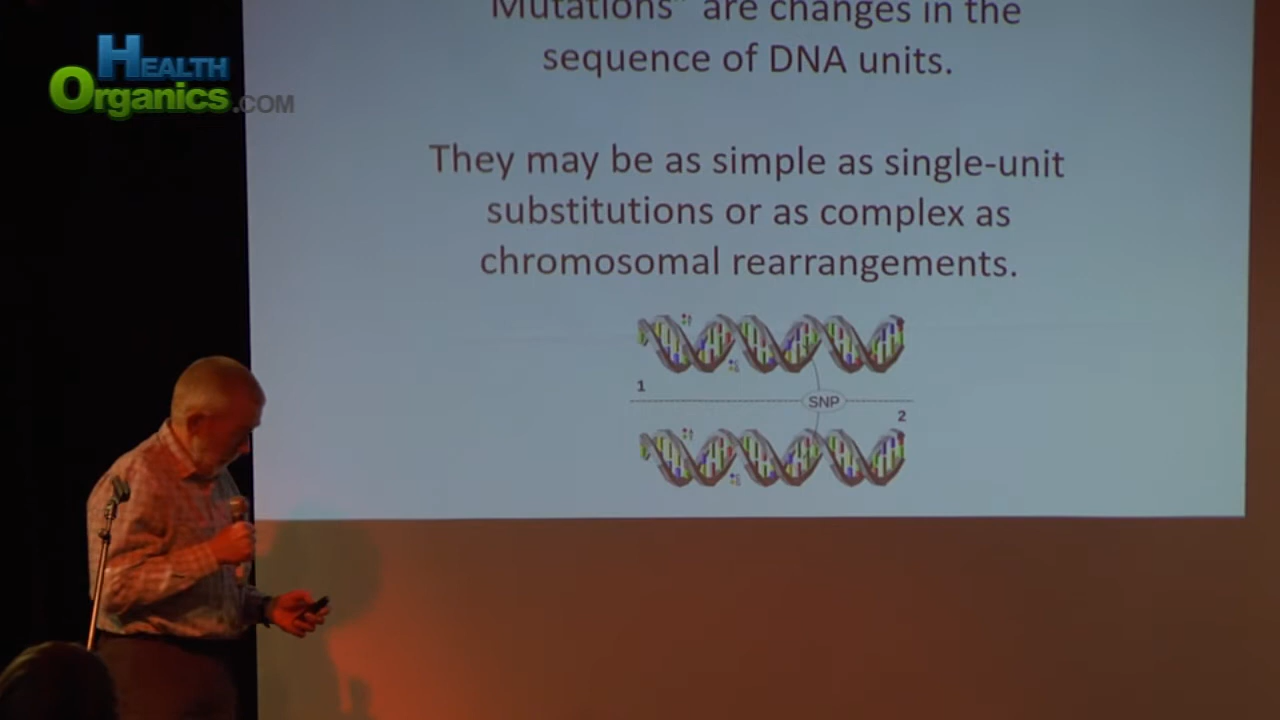 HEALTH
Organics.COM
Mutations" are changes in the
sequence of DNA units.
They may be as simple as single-unit
substitutions or as complex as
chromosomal rearrangements.
1
SNP
2